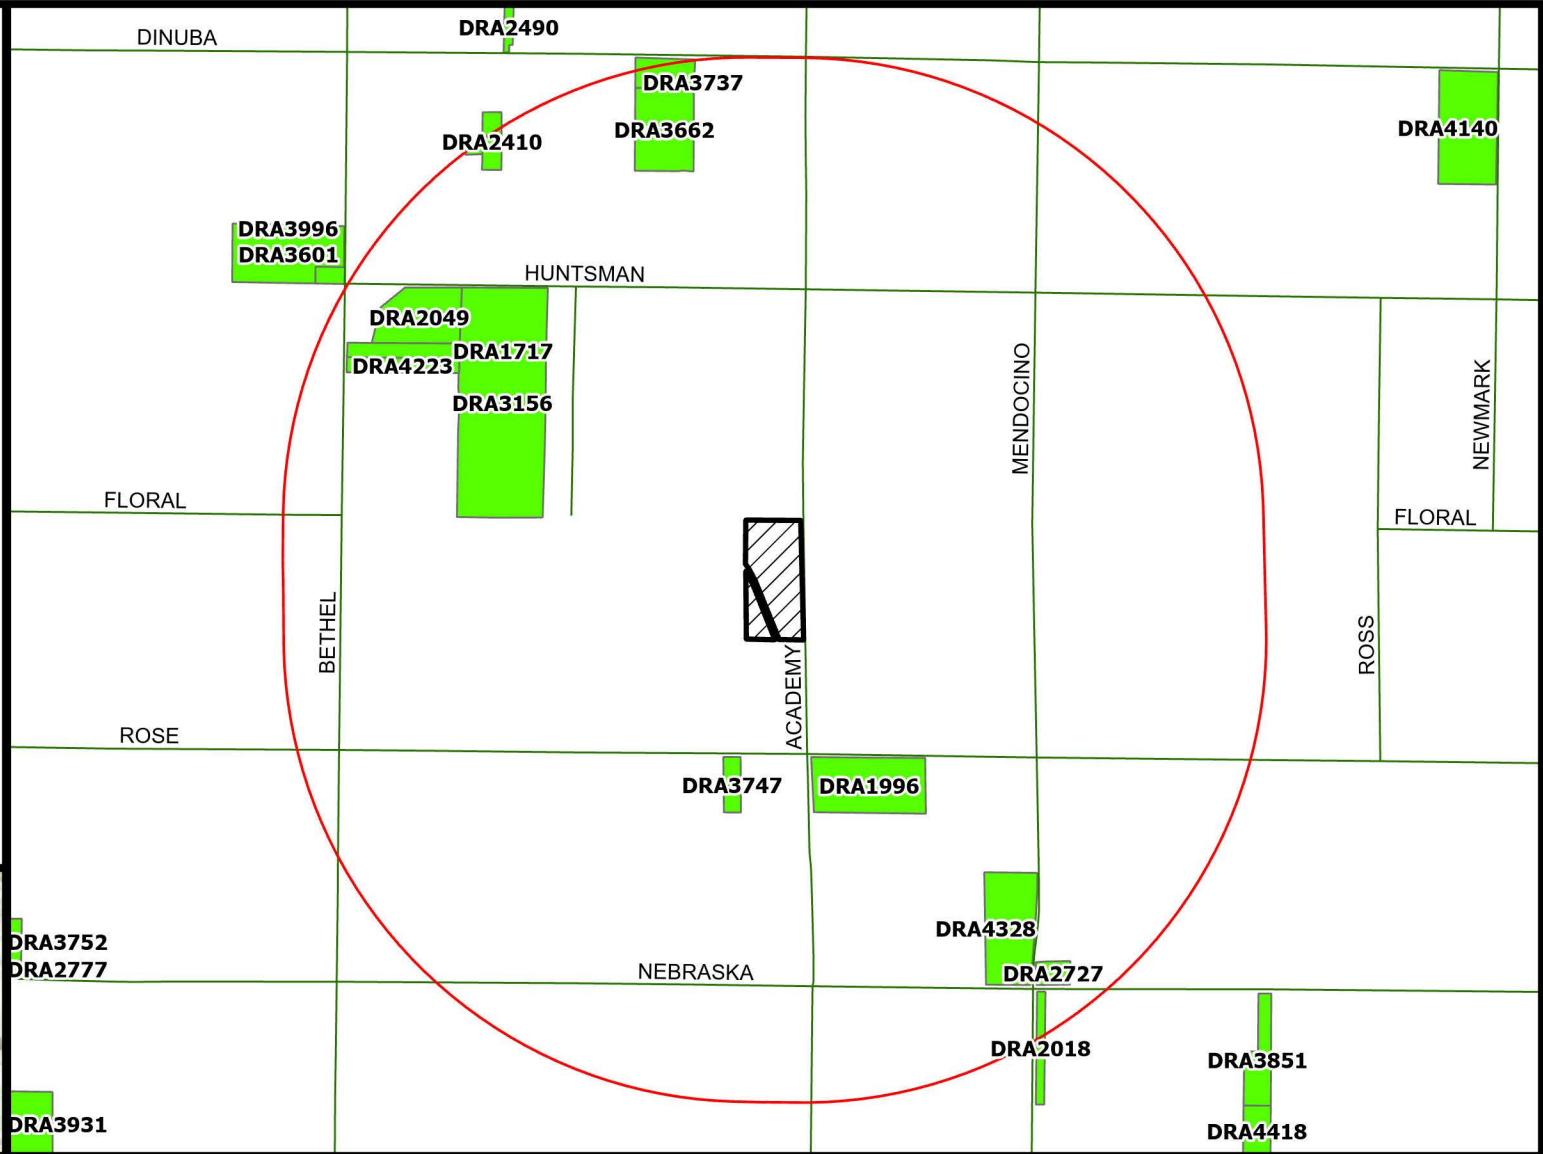 DRA2490
DINUBA
DRA3737
DRA3662
DRA2410
DRA4140
DRA3996
DRA3601
HUNTSMAN
DRA2049
DRA1717
DRA4223
DRA3156
MENDOCINO
NEWMARK
FLORAL
FLORAL
BETHEL
ACADEMY
ROSS
ROSE
DRA3747
DRA1996
DRA4328
DRA3752
DRA2777
NEBRASKA
DRA2727
DRA2018
DRA3851
DRA3931
DRA4418